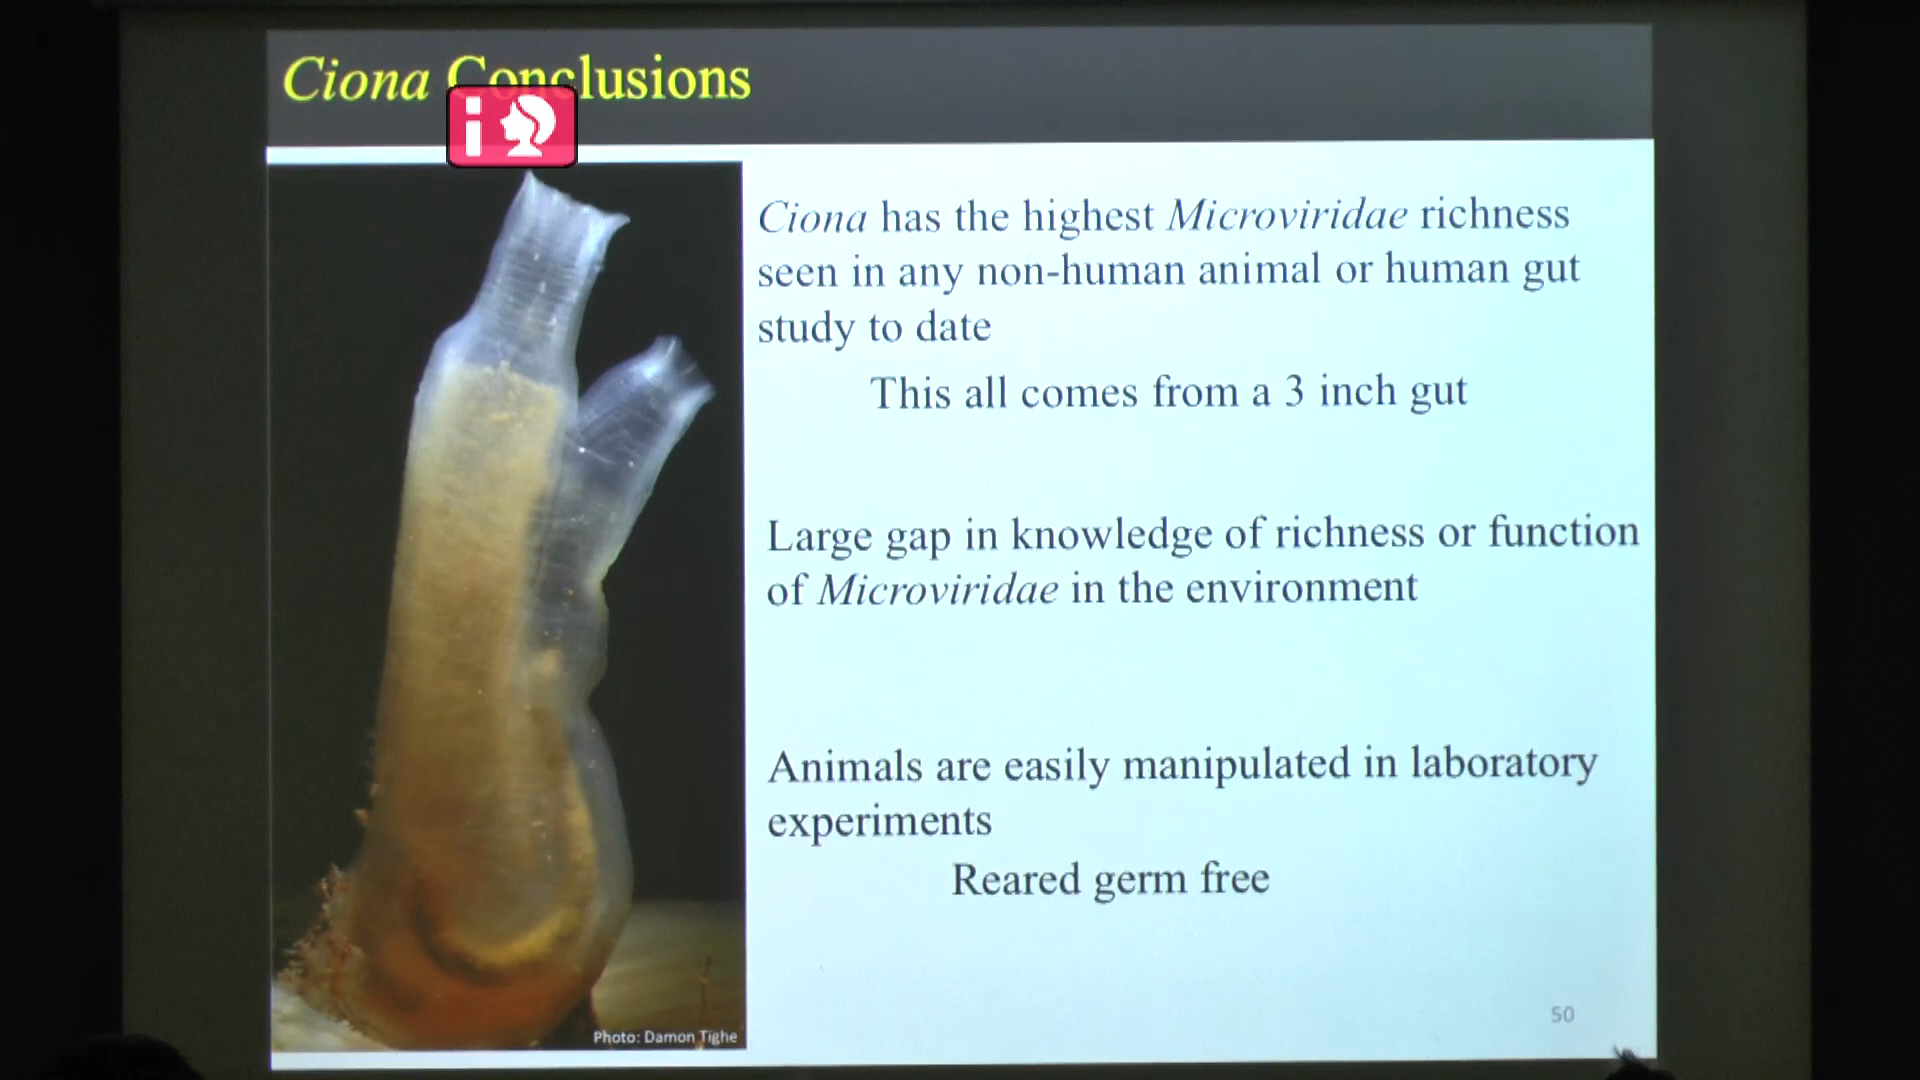 Ciona Conclusions
Ciona has the highest Microviridae richness
seen in any non-human animal or human gut
study to date
This all comes from a 3 inch gut
Large gap in knowledge of richness or function
of Microviridae in the environment
Animals are easily manipulated in laboratory
experiments
Reared germ free
Photo: Damon Tighe
50